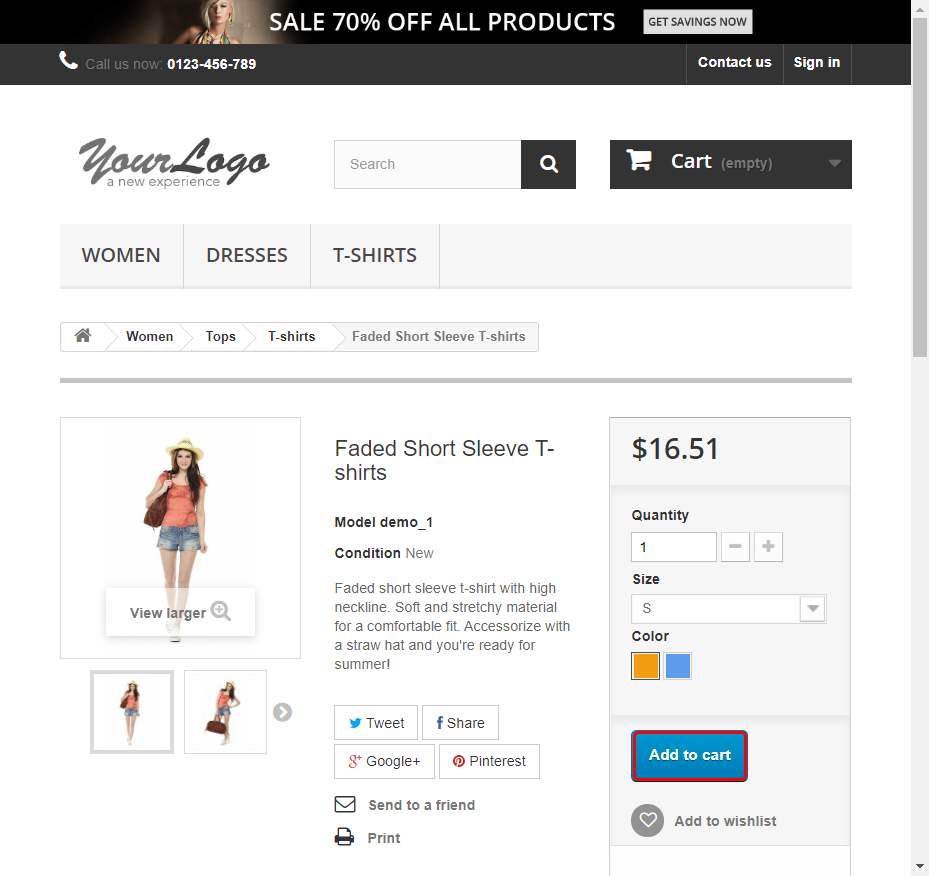 SALE 70% OFF ALL PRODUCTS GET SAVINGS NOW
Call us now: 0123-456-789 Contact us Sign in
YourLogo
a new experience
Search
Cart (empty)
WOMEN DRESSES T-SHIRTS
Women Tops T-shirts Faded Short Sleeve T-shirts
View larger
Faded Short Sleeve T-
shirts
Model demo_1
Condition New
Faded short sleeve t-shirt with high
neckline. Soft and stretchy material
for a comfortable fit. Accessorize with
a straw hat and you're ready for
summer!
Tweet Share
Google+ Pinterest
Send to a friend
Print
$16.51
Quantity
1
Size
S
Color
Add to cart
Add to wishlist